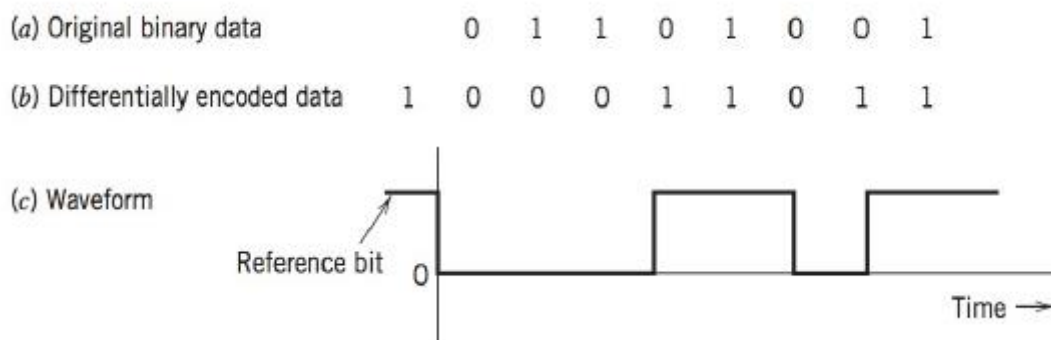 (a) Original binary data 0 1 1 0 1 0 0 1
(b) Differentially encoded data 1 0 0 0 1 1 0 1 1
(c) Waveform
Reference bit
0
Time